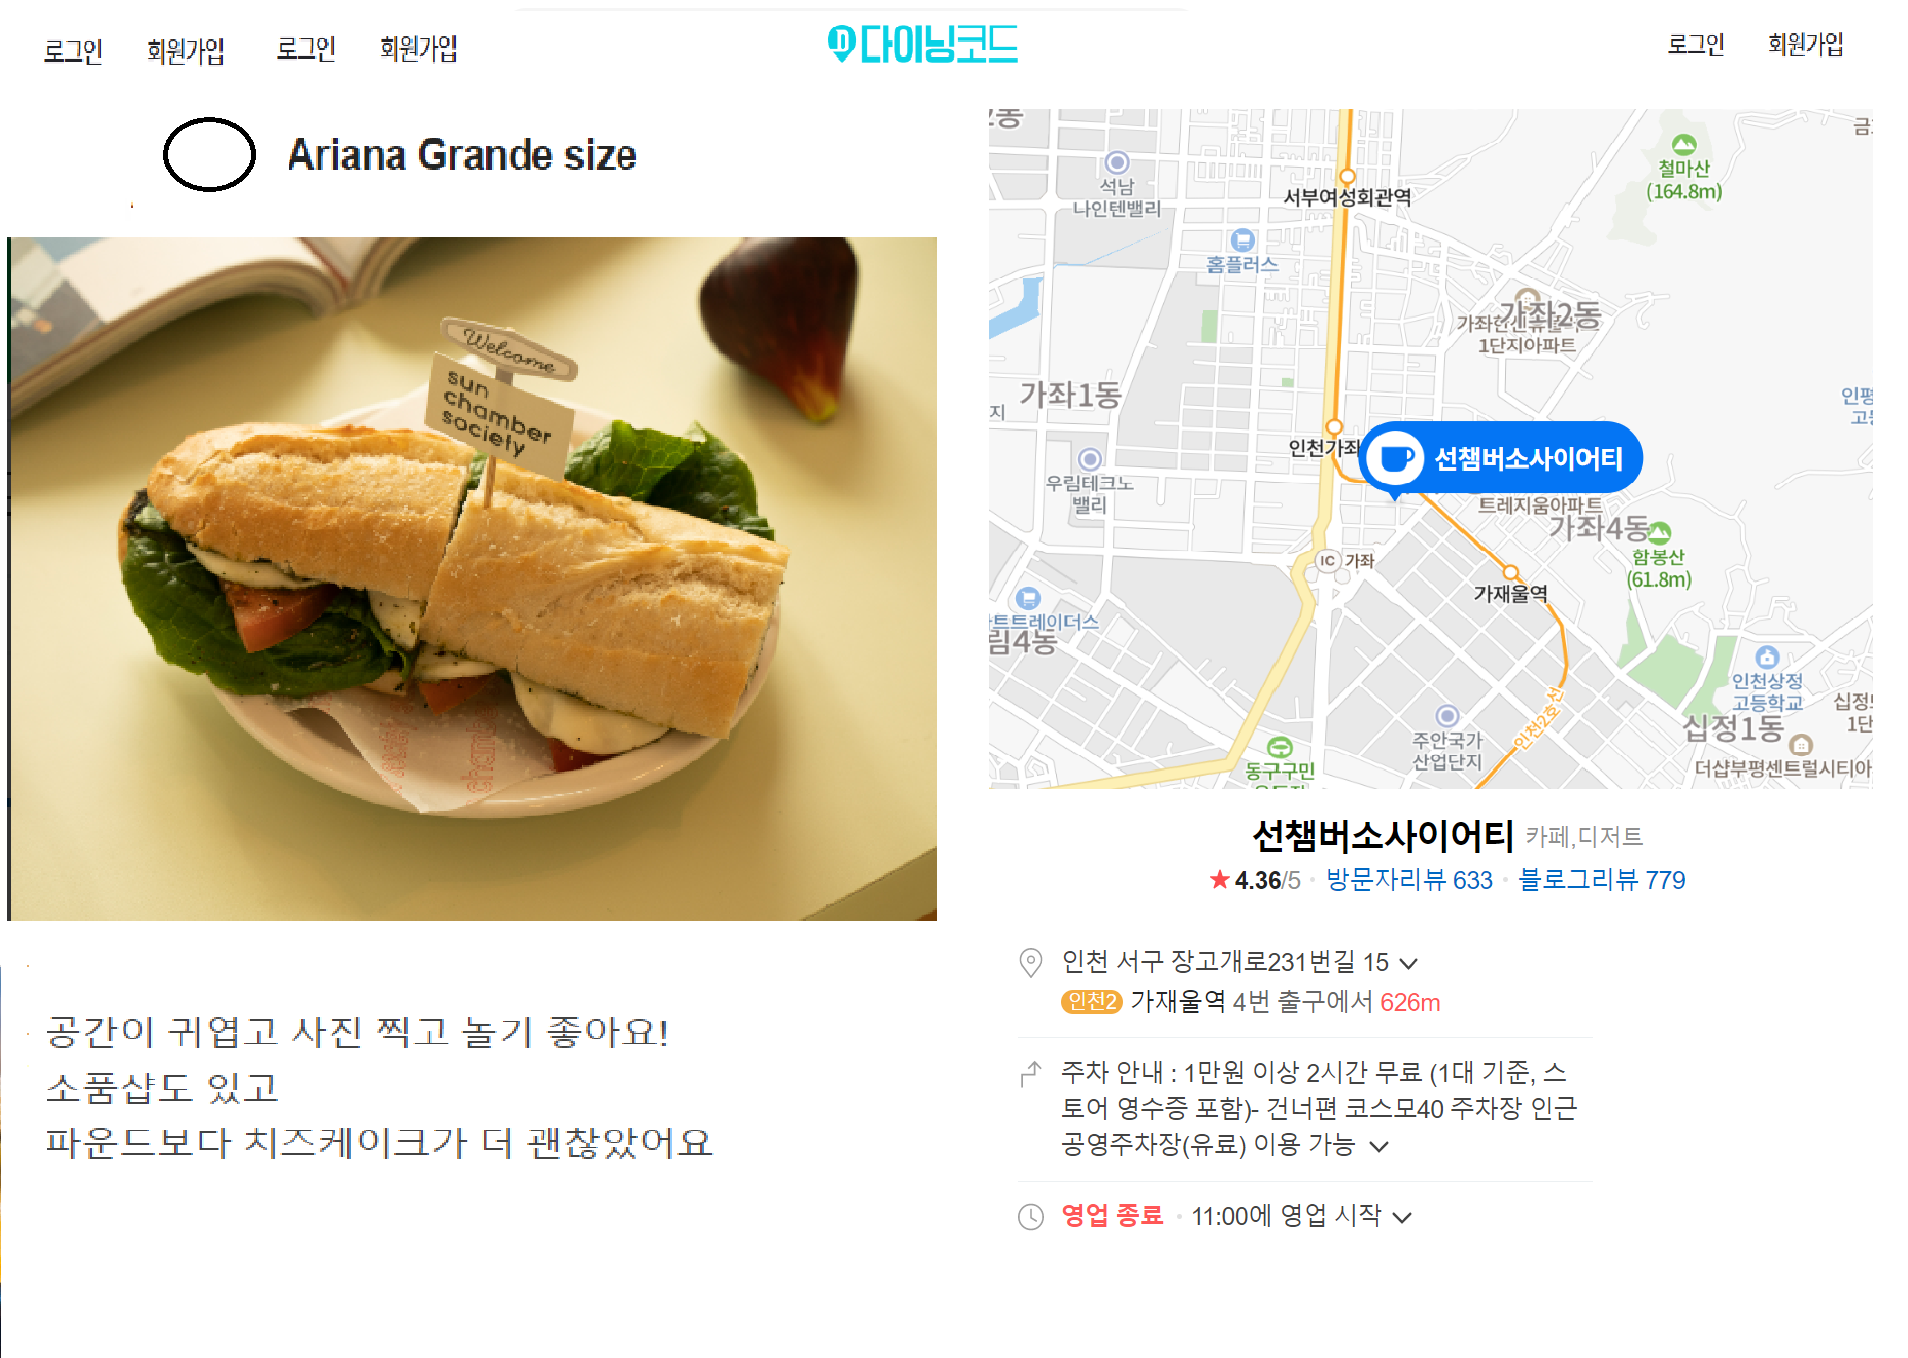 로그인 회원가입 로그인 회원가입
다이닝코드
로그인 회원가입
Ariana Grande size
Welcome
sun
chamber
society
공간이 귀엽고 사진 찍고 놀기 좋아요!
소품샵도 있고
파운드보다 치즈케이크가 더 괜찮았어요
석남
나인텐밸리
서부여성회관역
철마산
(164.8m)
홈플러스
가좌2동
1단지아파트
가좌1동
지
인천가좌
선챔버소사이어티
우림테크노
밸리
트레지움아파트
가좌4동
함봉산
(61.8m)
IC 가좌
가재울역
트트레이더스
림4동
인천상정
고등학교
십정1동
인천2호선
주안국가
산업단지
동구구민
더샵부평센트럴시티아
선챔버소사이어티 카페,디저트
4.36/5 방문자리뷰 633 블로그리뷰 779
인천 서구 장고개로231번길 15
인천2 가재울역 4번 출구에서 626m
주차 안내 : 1만원 이상 2시간 무료 (1대 기준, 스
토어 영수증 포함)- 건너편 코스모40 주차장 인근
공영주차장(유료) 이용 가능
영업 종료 11:00에 영업 시작